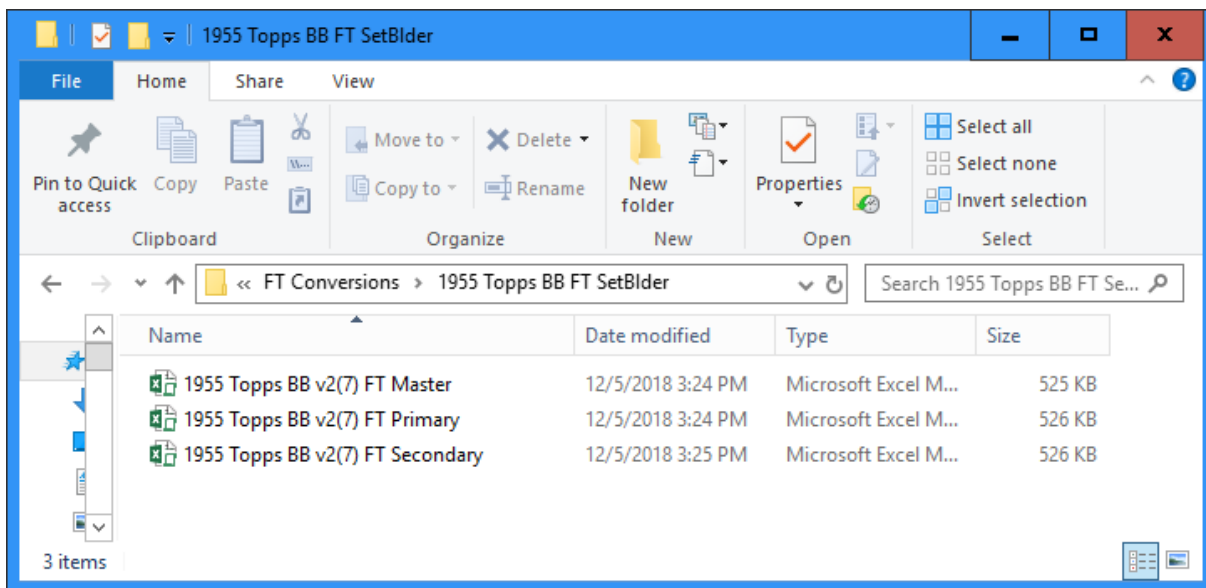 1955 Topps BB FT SetBlder
File Home Share View
Pin to Quick access
Copy
Paste
Clipboard
Move to
Copy to
Delete
Rename
Organize
New folder
New
Properties
Open
Select all
Select none
Invert selection
Select
« FT Conversions > 1955 Topps BB FT SetBlder
Search 1955 Topps BB FT Se...
Name Date modified Type Size
1955 Topps BB v2(7) FT Master 12/5/2018 3:24 PM Microsoft Excel M... 525 KB
1955 Topps BB v2(7) FT Primary 12/5/2018 3:24 PM Microsoft Excel M... 526 KB
1955 Topps BB v2(7) FT Secondary 12/5/2018 3:25 PM Microsoft Excel M... 526 KB
3 items